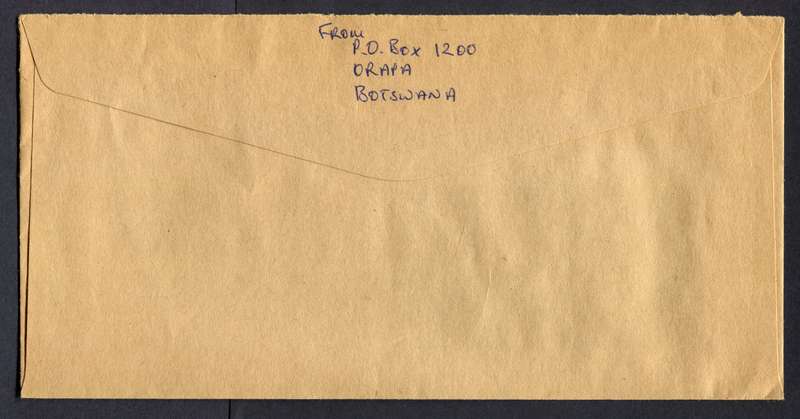 From
P.O. Box 1200
ORAPA
BOTSWANA